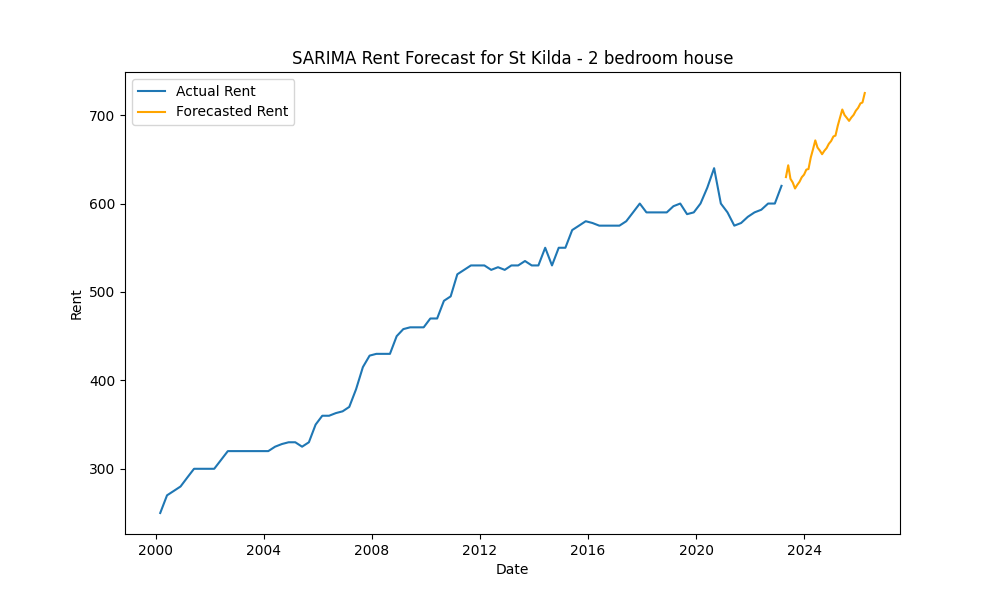 SARIMA Rent Forecast for St Kilda - 2 bedroom house
Actual Rent
Forecasted Rent
700
600
500
400
300
Rent
2000 2004 2008 2012 2016 2020 2024
Date